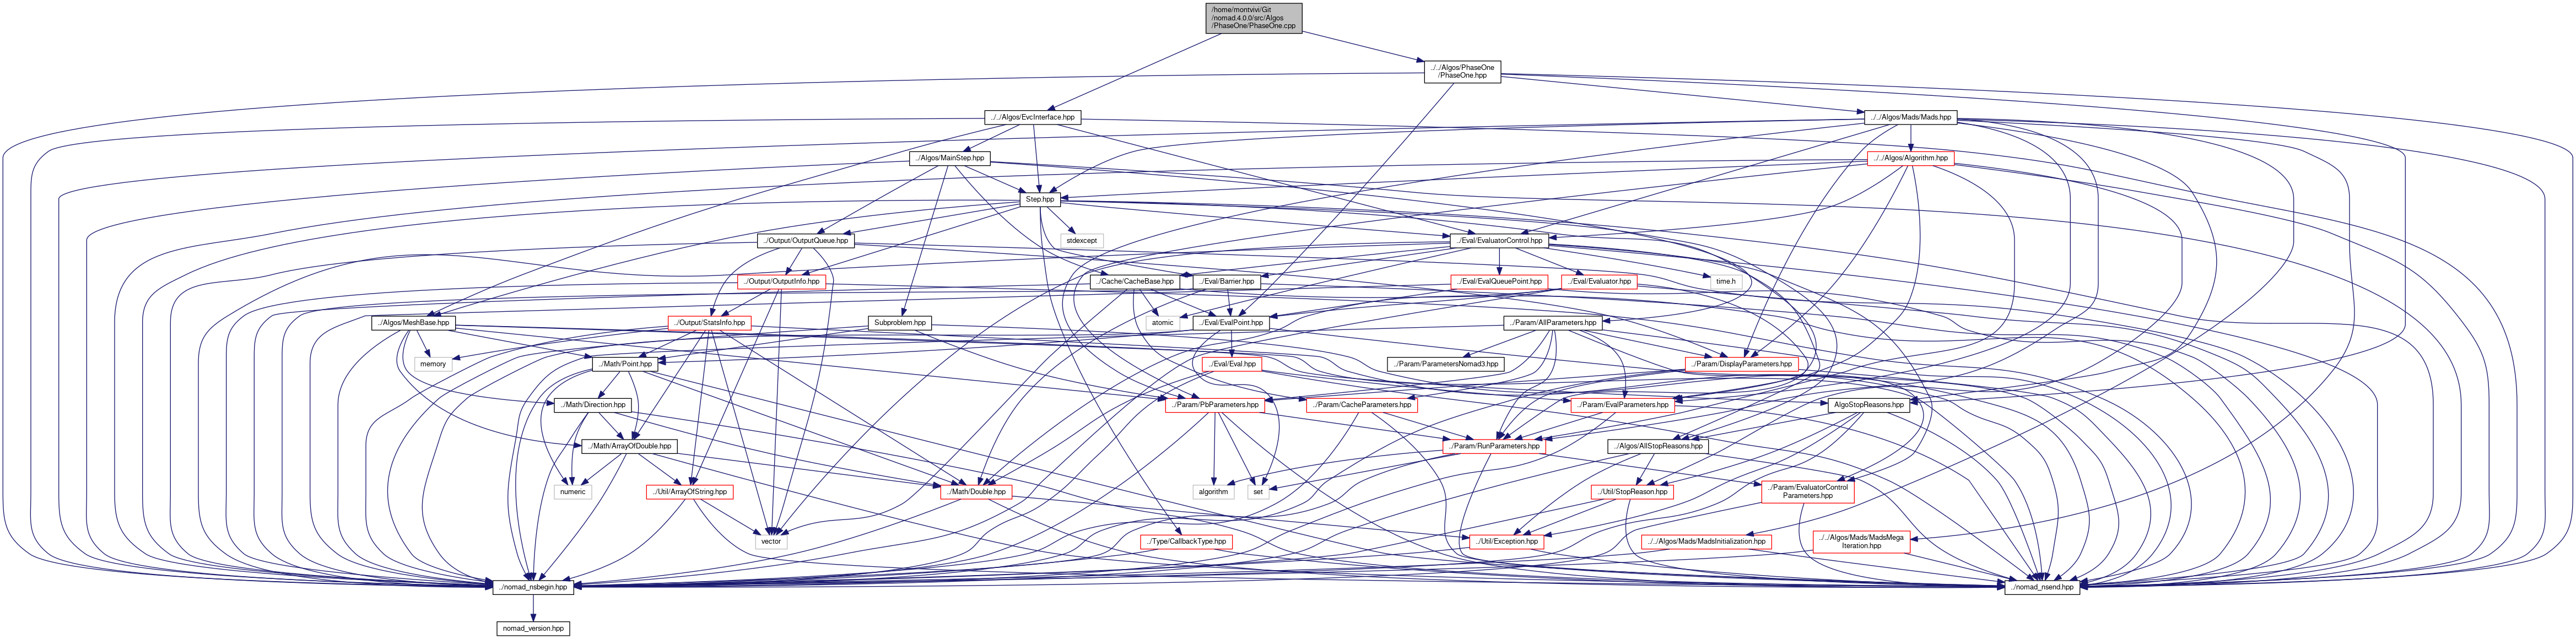 /home/montvivi/Git
/nomad.4.0.0/src/Algos
/PhaseOne/PhaseOne.cpp
../../Algos/PhaseOne
/PhaseOne.hpp
../../Algos/EvcInterface.hpp
../../Algos/Mads/Mads.hpp
../Algos/MainStep.hpp
../../Algos/Algorithm.hpp
Step.hpp
../Output/OutputQueue.hpp
stdexcept
../Eval/EvaluatorControl.hpp
../Output/OutputInfo.hpp
../Cache/CacheBase.hpp
../Eval/Barrier.hpp
../Eval/EvalQueuePoint.hpp
../Eval/Evaluator.hpp
time.h
../Algos/MeshBase.hpp
../Output/StatsInfo.hpp
Subproblem.hpp
atomic
../Eval/EvalPoint.hpp
../Param/AllParameters.hpp
memory
../Math/Point.hpp
../Eval/Eval.hpp
../Param/ParametersNomad3.hpp
../Param/DisplayParameters.hpp
../Math/Direction.hpp
../Param/PbParameters.hpp
../Param/CacheParameters.hpp
../Param/EvalParameters.hpp
AlgoStopReasons.hpp
../Math/ArrayOfDouble.hpp
../Param/RunParameters.hpp
../Algos/AllStopReasons.hpp
numeric
../Util/ArrayOfString.hpp
../Math/Double.hpp
algorithm
set
../Util/StopReason.hpp
../Param/EvaluatorControl
Parameters.hpp
vector
../Type/CallbackType.hpp
../Util/Exception.hpp
../../Algos/Mads/MadsInitialization.hpp
../../Algos/Mads/MadsMega
Iteration.hpp
../nomad_nsbegin.hpp
../nomad_nsend.hpp
nomad_version.hpp